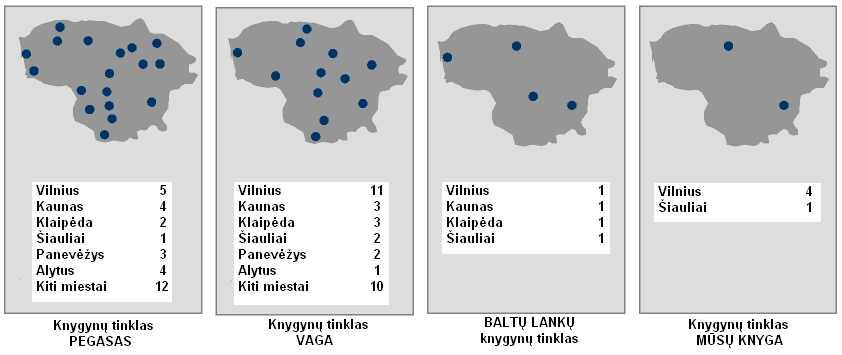 Vilnius 5
Kaunas 4
Klaipėda 2
Šiauliai 1
Panevėžys 3
Alytus 4
Kiti miestai 12
Knygynų tinklas
PEGASAS
Vilnius 11
Kaunas 3
Klaipėda 3
Šiauliai 2
Panevėžys 2
Alytus 1
Kiti miestai 10
Knygynų tinklas
VAGA
Vilnius 1
Kaunas 1
Klaipėda 1
Šiauliai 1
BALTŲ LANKŲ
knygynų tinklas
Vilnius 4
Šiauliai 1
Knygynų tinklas
MŪSŲ KNYGA